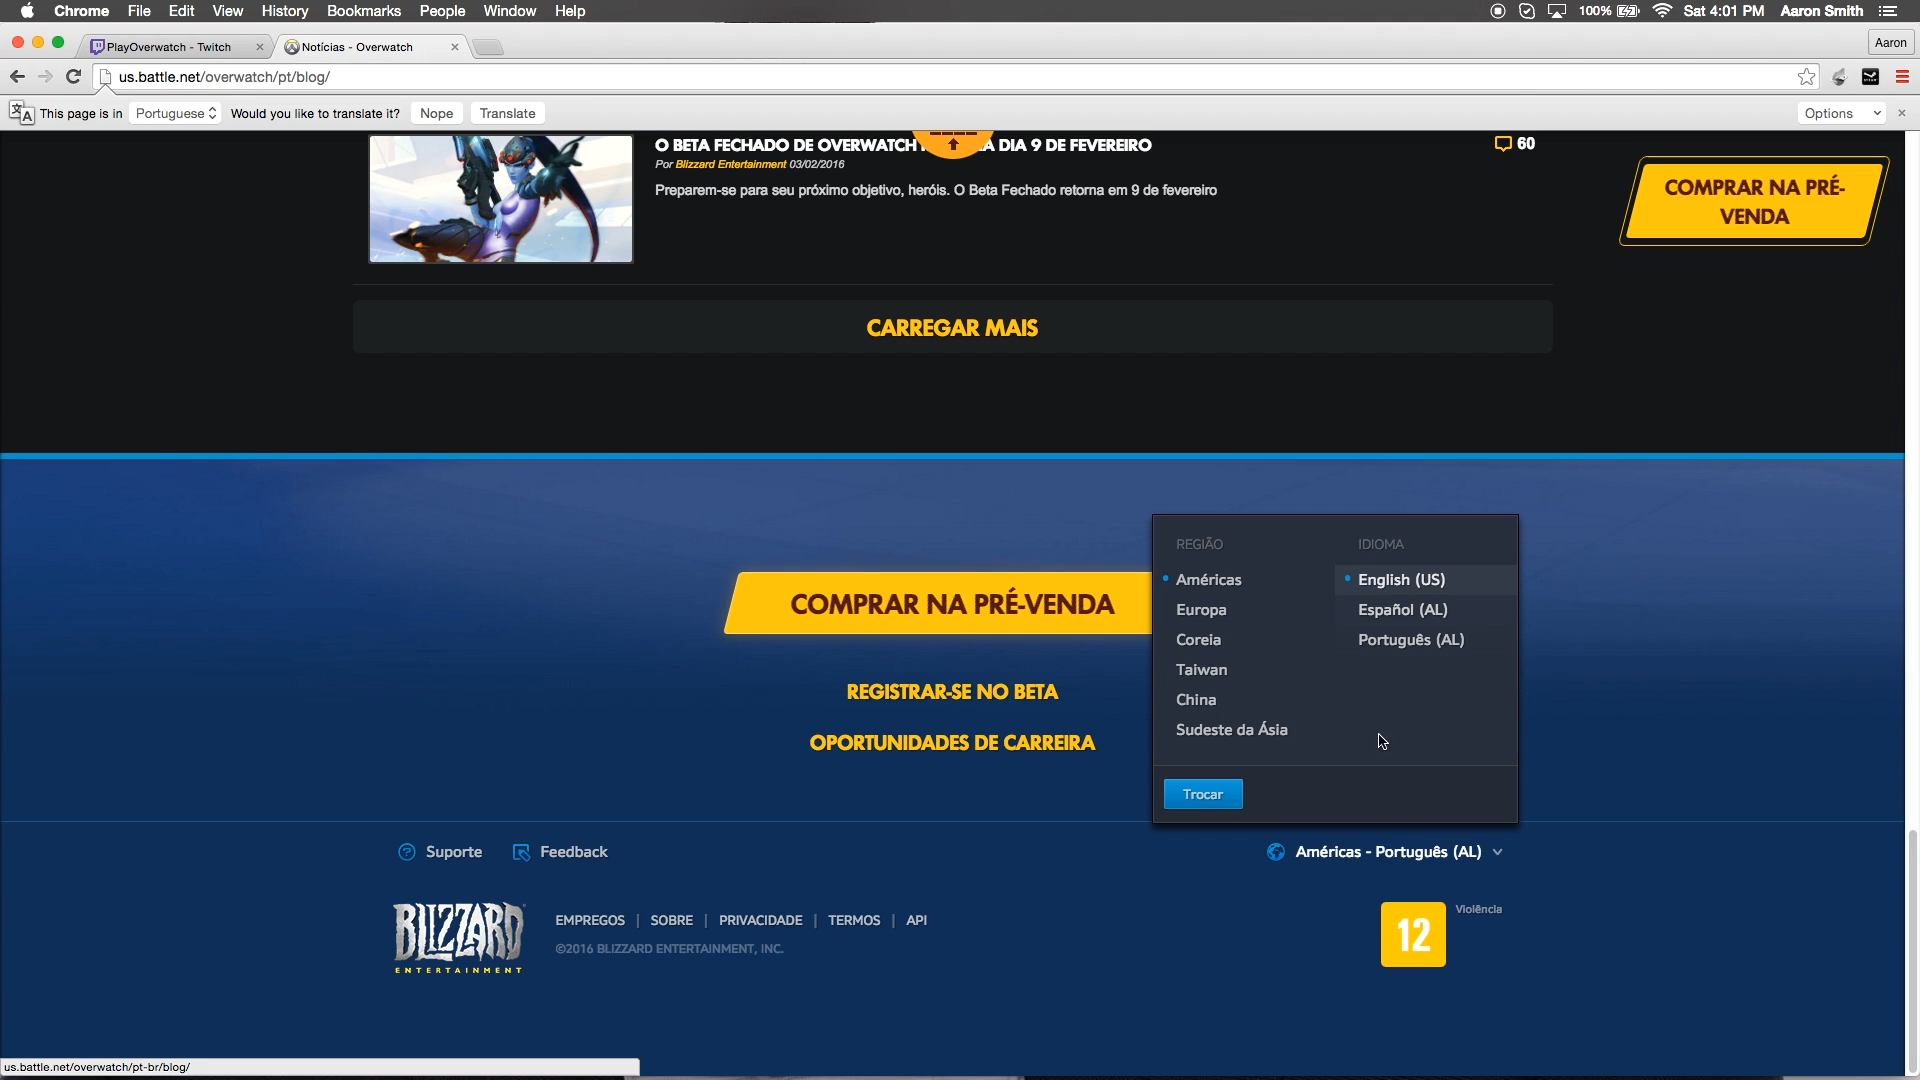 Chrome File Edit View History Bookmarks People Window Help 100% Sat 4:01 PM Aaron Smith
PlayOverwatch - Twitch
Notícias - Overwatch
Aaron
us.battle.net/overwatch/pt/blog/
This page is in Portuguese Would you like to translate it? Nope Translate Options
O BETA FECHADO DE OVERWATCH A DIA 9 DE FEVEREIRO
60
Por Blizzard Entertainment 03/02/2016
Preparem-se para seu próximo objetivo, heróis. O Beta Fechado retorna em 9 de fevereiro
COMPRAR NA PRÉ-
VENDA
CARREGAR MAIS
COMPRAR NA PRÉ-VENDA
REGISTRAR-SE NO BETA
OPORTUNIDADES DE CARREIRA
REGIÃO
Américas
Europa
Coreia
Taiwan
China
Sudeste da Ásia
IDIOMA
English (US)
Español (AL)
Português (AL)
Trocar
Suporte Feedback
Américas - Português (AL)
BLIZZARD
ENTERTAINMENT
EMPREGOS | SOBRE | PRIVACIDADE | TERMOS | API
©2016 BLIZZARD ENTERTAINMENT, INC.
12
Violência
us.battle.net/overwatch/pt-br/blog/